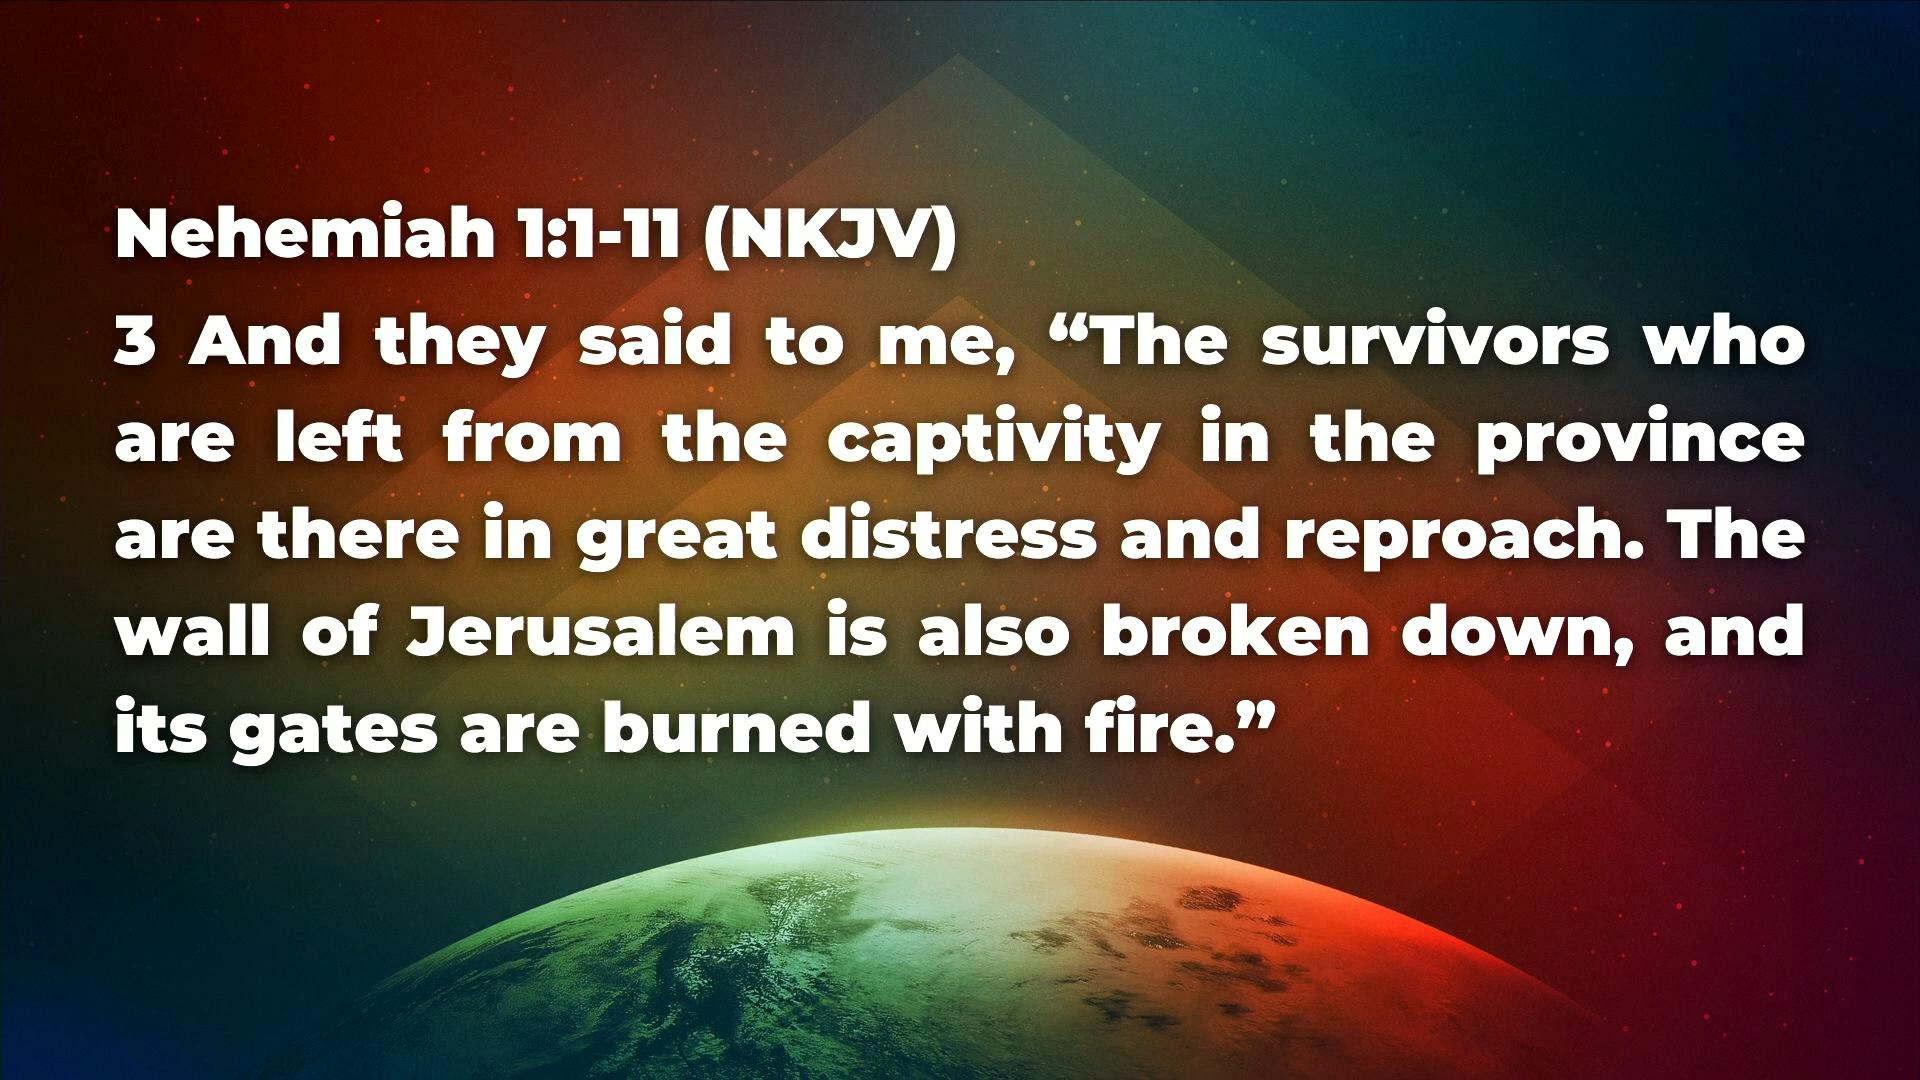 Nehemiah 1:1-11 (NKJV)
3 And they said to me, “The survivors who
are left from the captivity in the province
are there in great distress and reproach. The
wall of Jerusalem is also broken down, and
its gates are burned with fire.”